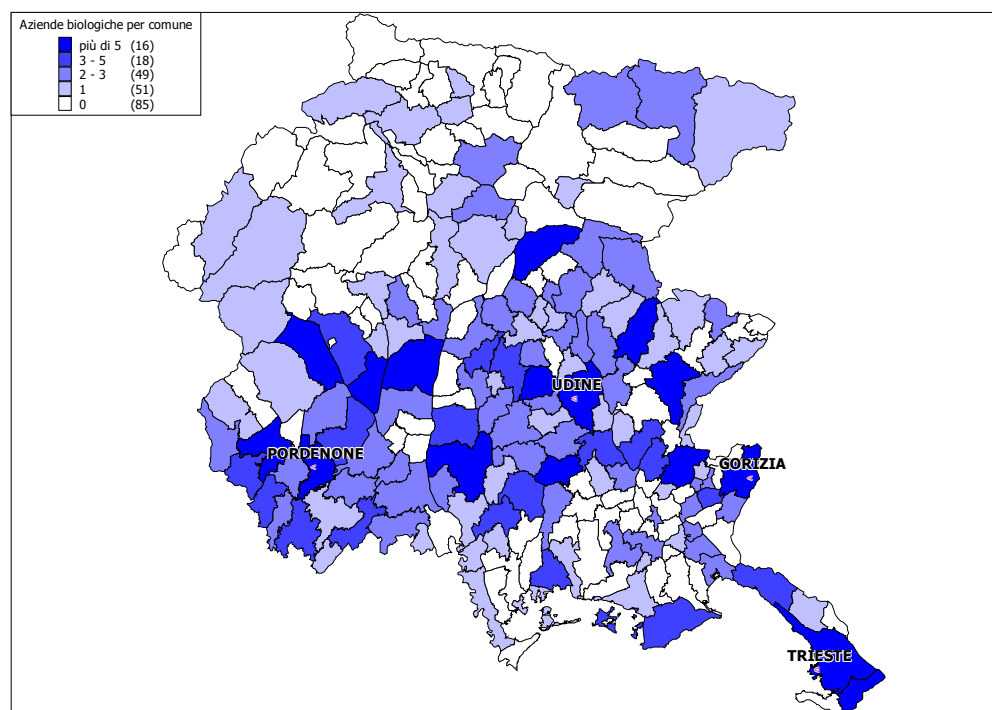 Aziende biologiche per comune
più di 5 (16)
3 - 5 (18)
2 - 3 (49)
1 (51)
0 (85)
UDINE
PORDENONE
GORIZIA
TRIESTE